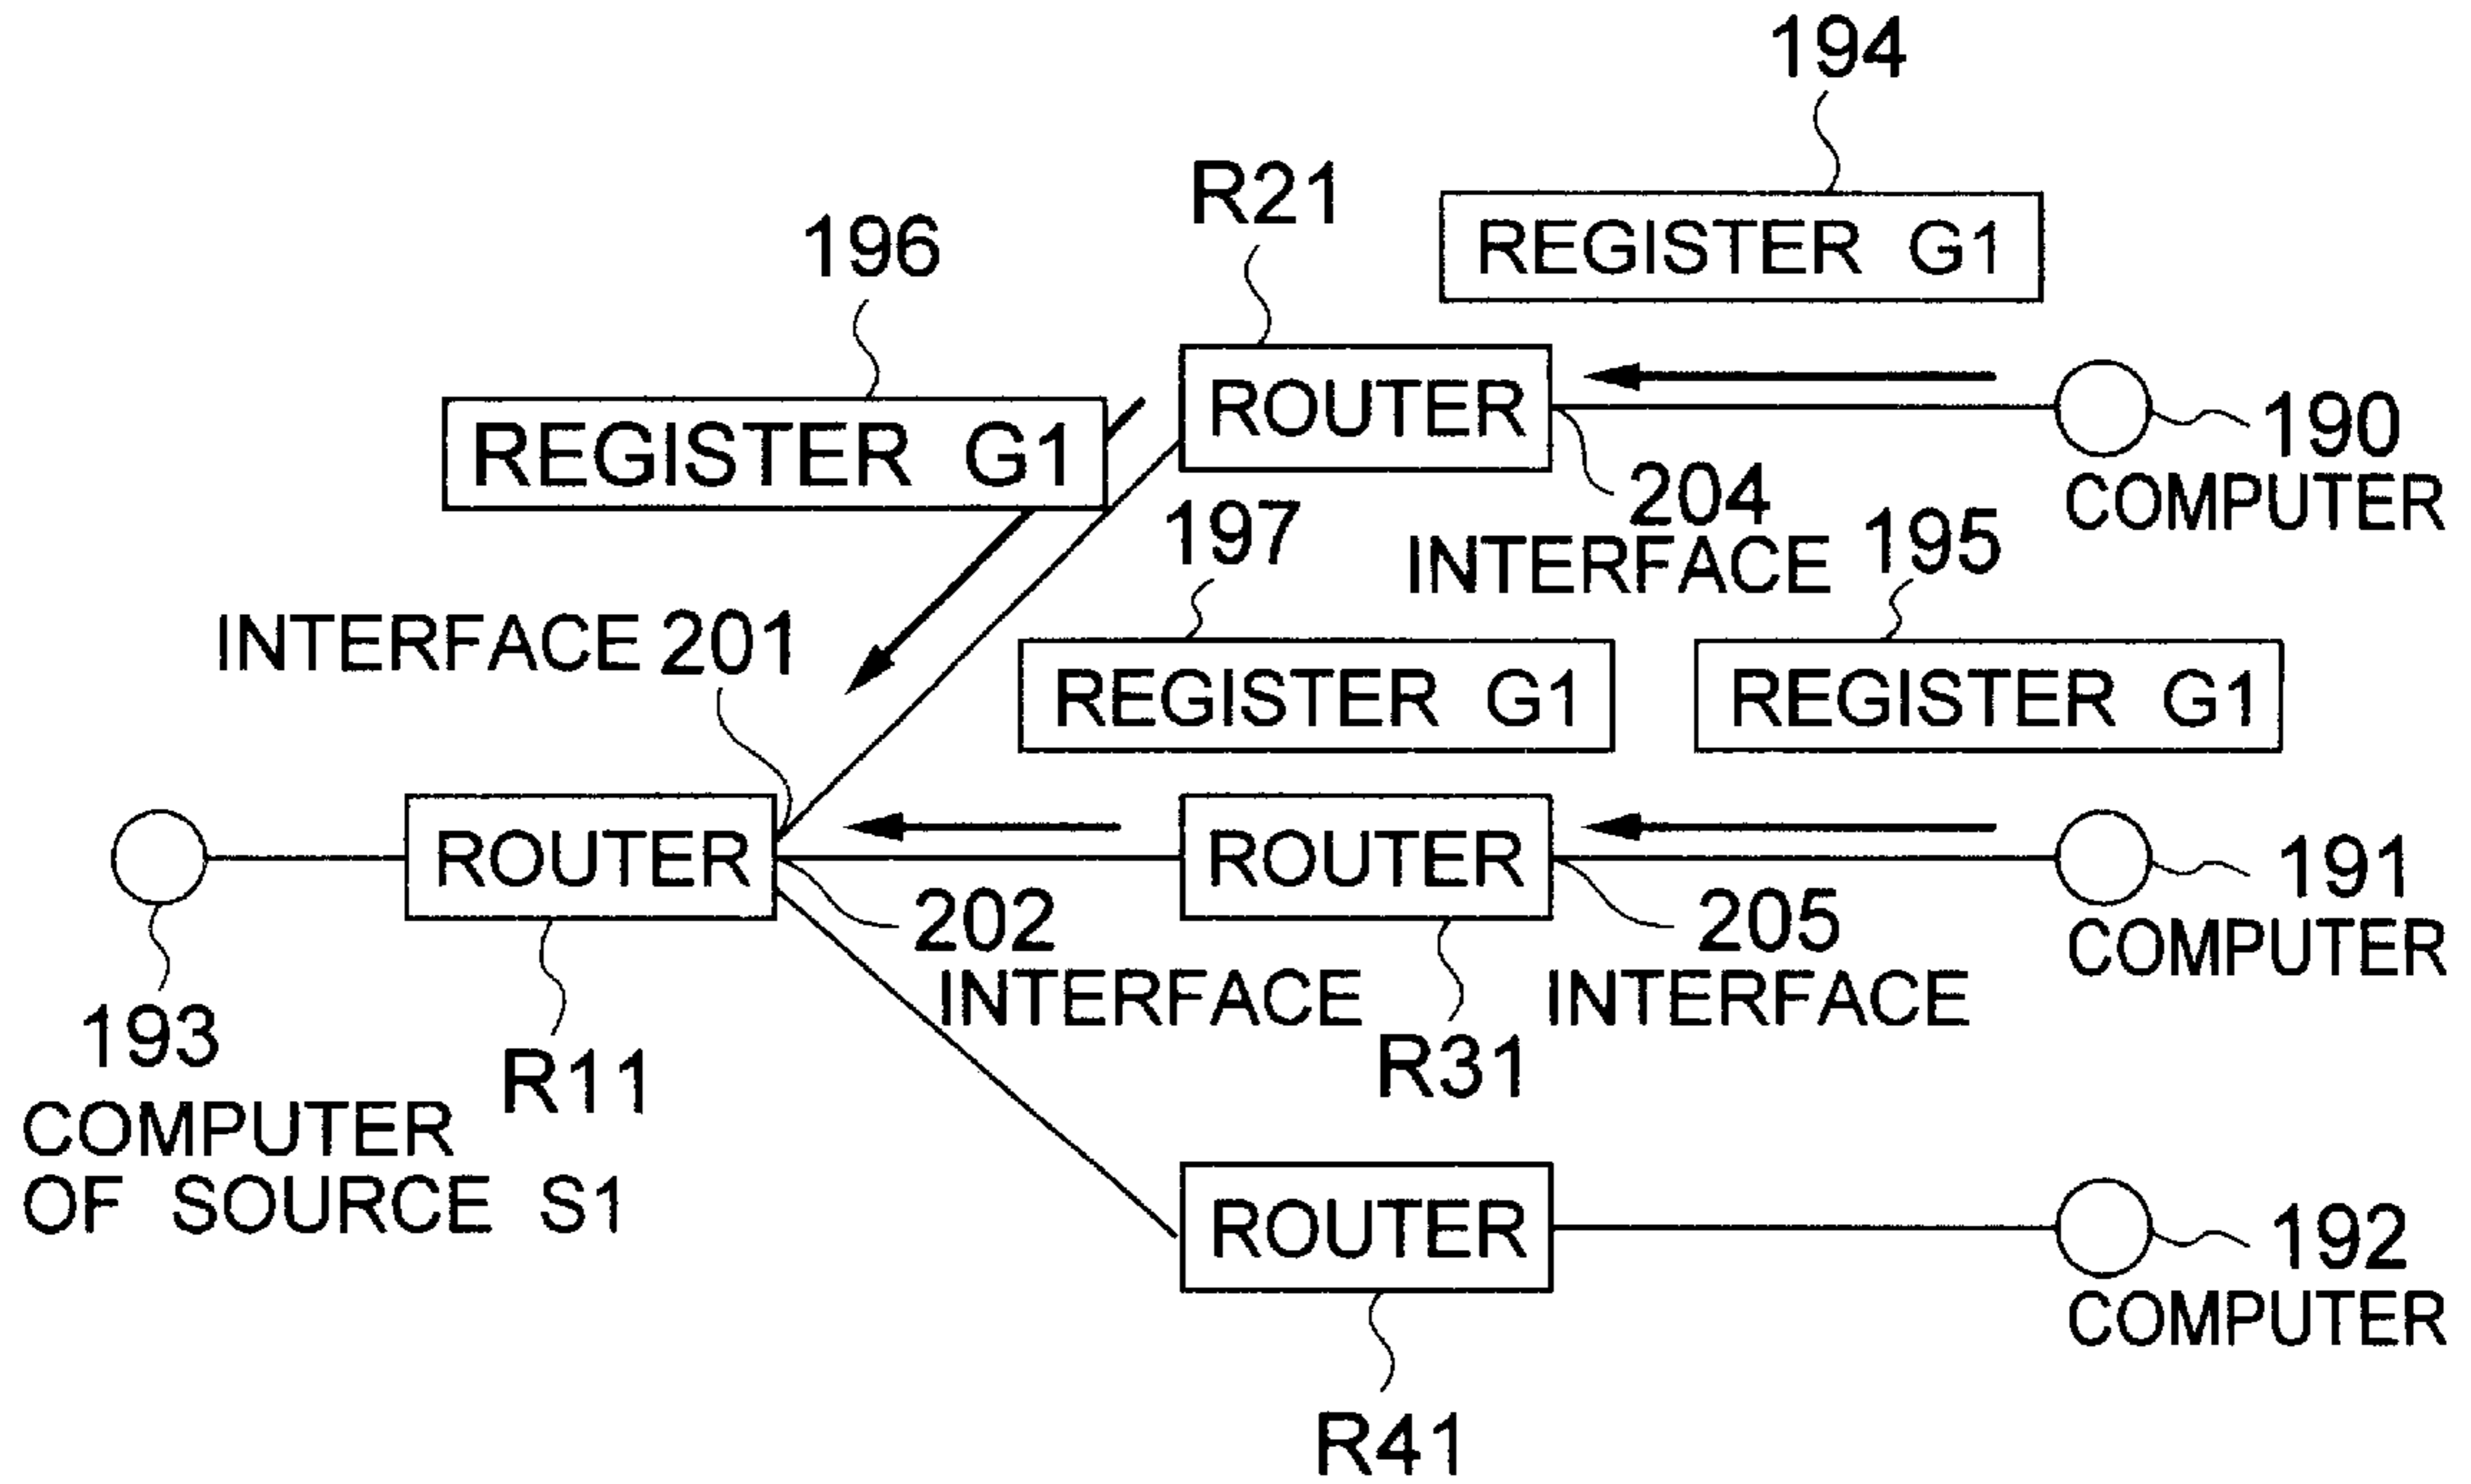 194
R21
REGISTER G1
196
ROUTER
190
COMPUTER
REGISTER G1
204
INTERFACE
197
195
INTERFACE 201
REGISTER G1
REGISTER G1
ROUTER
ROUTER
191
COMPUTER
202
INTERFACE
205
INTERFACE
193
COMPUTER
OF SOURCE S1
R11
R31
ROUTER
192
COMPUTER
R41